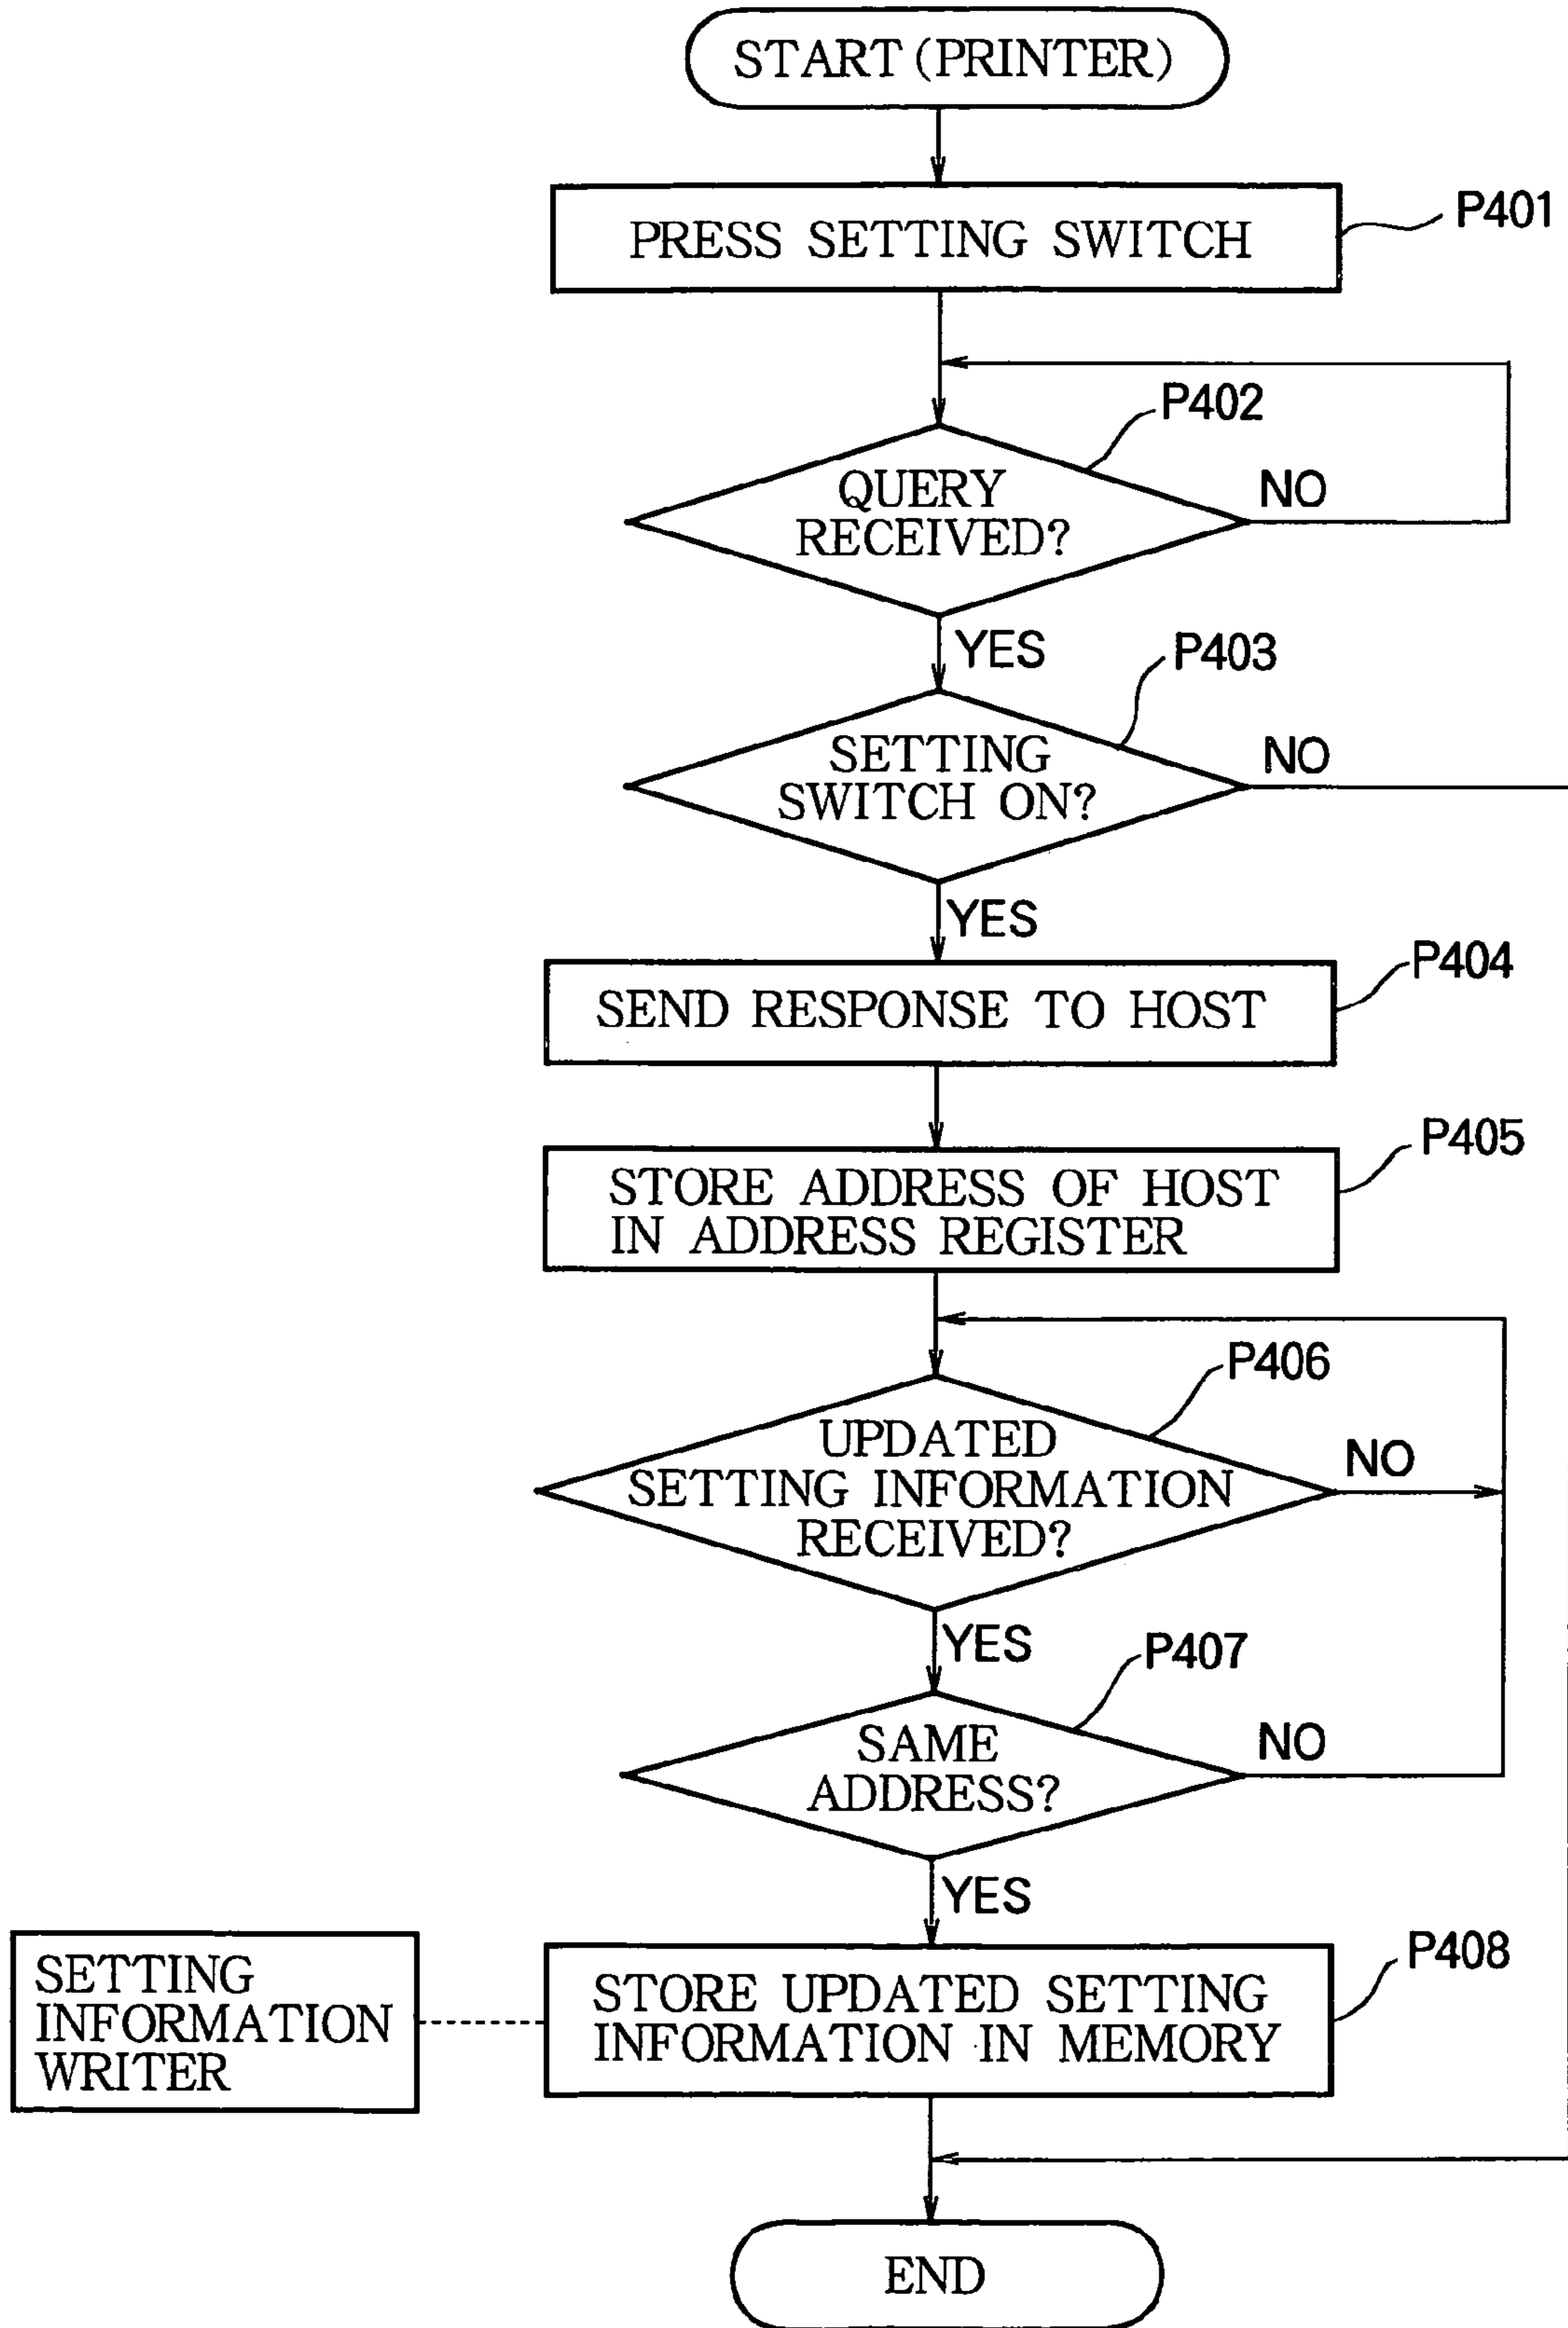 START (PRINTER)
PRESS SETTING SWITCH
P401
P402
QUERY
RECEIVED?
NO
YES
P403
SETTING
SWITCH ON?
NO
YES
P404
SEND RESPONSE TO HOST
P405
STORE ADDRESS OF HOST
IN ADDRESS REGISTER
P406
UPDATED
SETTING INFORMATION
RECEIVED?
NO
YES
P407
SAME
ADDRESS?
NO
YES
P408
SETTING
INFORMATION
WRITER
STORE UPDATED SETTING
INFORMATION IN MEMORY
END